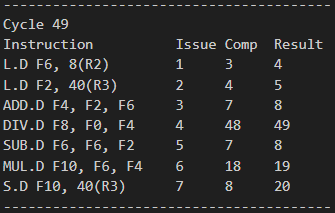 ----------------------------------------
Cycle 49
Instruction Issue Comp Result
L.D F6, 8(R2) 1 3 4
L.D F2, 40(R3) 2 4 5
ADD.D F4, F2, F6 3 7 8
DIV.D F8, F0, F4 4 48 49
SUB.D F6, F6, F2 5 7 8
MUL.D F10, F6, F4 6 18 19
S.D F10, 40(R3) 7 8 20
----------------------------------------